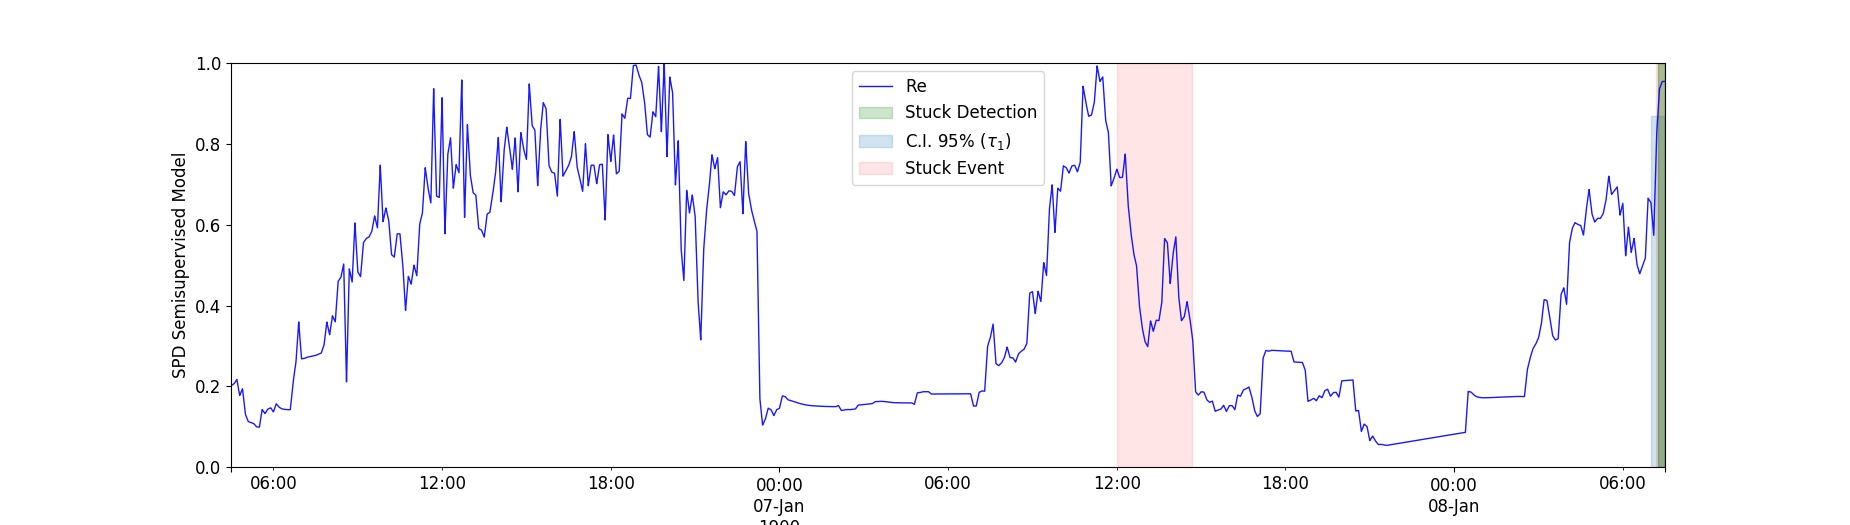 SPD Semisupervised Model
1.0
0.8
0.6
0.4
0.2
0.0
Re
Stuck Detection
C.I. 95% (τ₁)
Stuck Event
06:00 12:00 18:00 00:00 06:00 12:00 18:00 00:00 06:00
07-Jan 08-Jan
1900